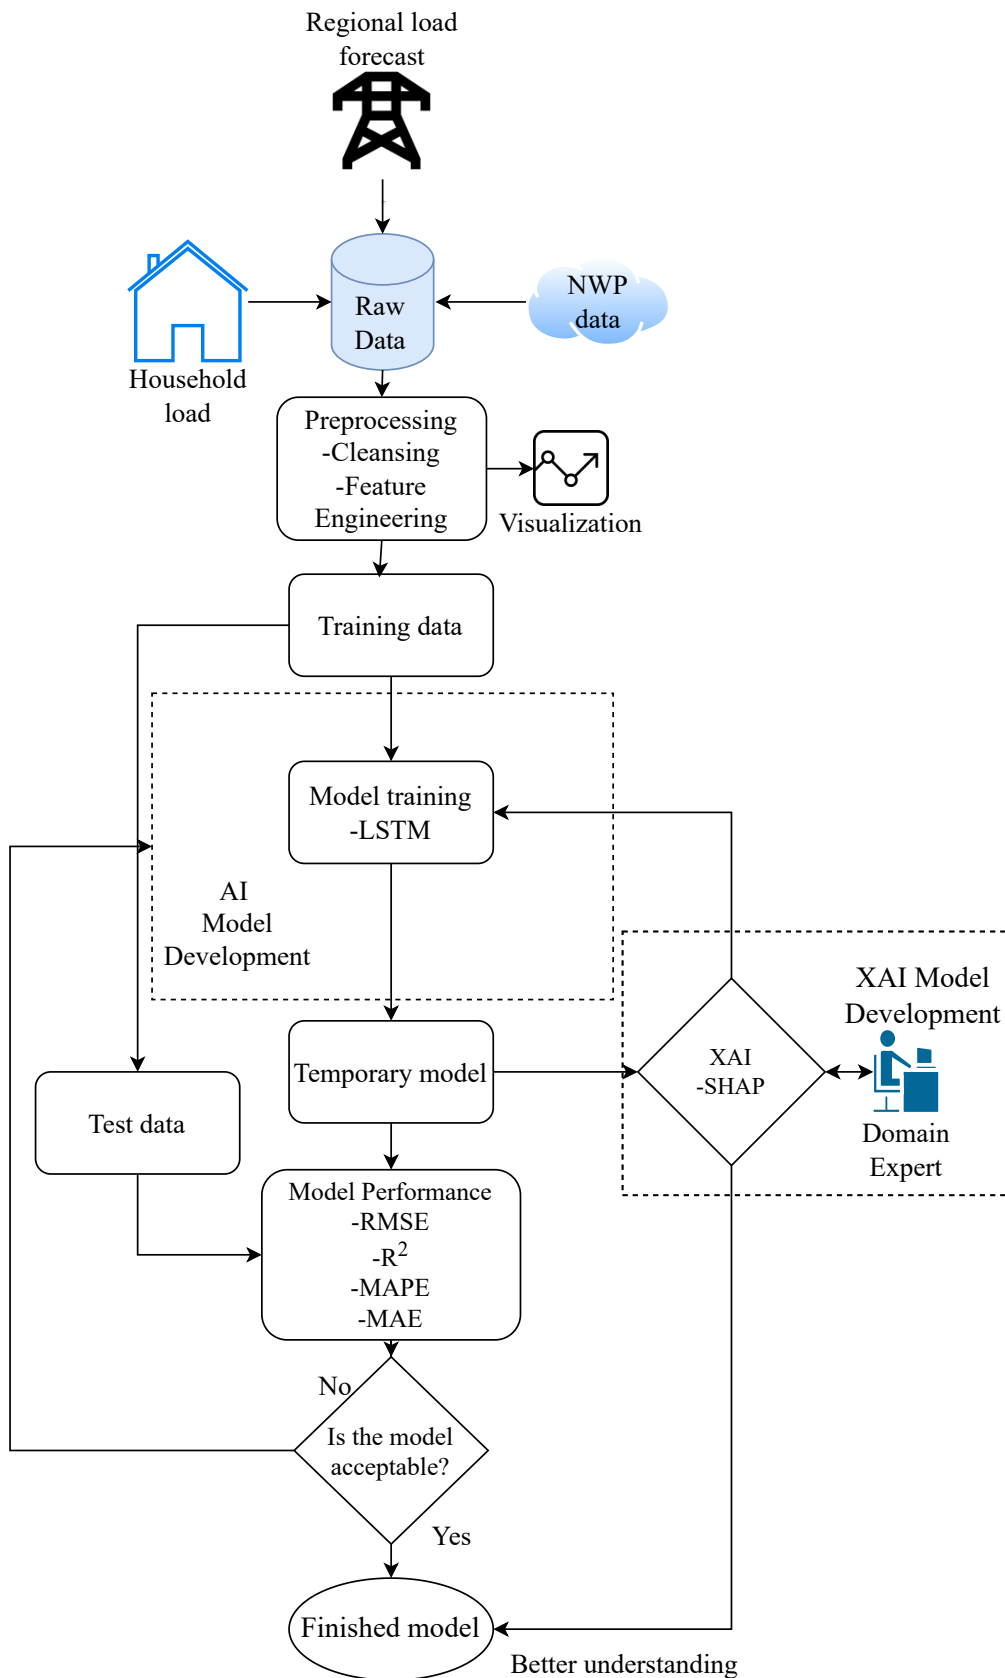 Regional load
forecast
Raw
Data
NWP
data
Household
load
Preprocessing
-Cleansing
-Feature
Engineering
Visualization
Training data
Model training
-LSTM
AI
Model
Development
XAI Model
Development
XAI
-SHAP
Domain
Expert
Temporary model
Test data
Model Performance
-RMSE
-R²
-MAPE
-MAE
No
Is the model
acceptable?
Yes
Finished model
Better understanding